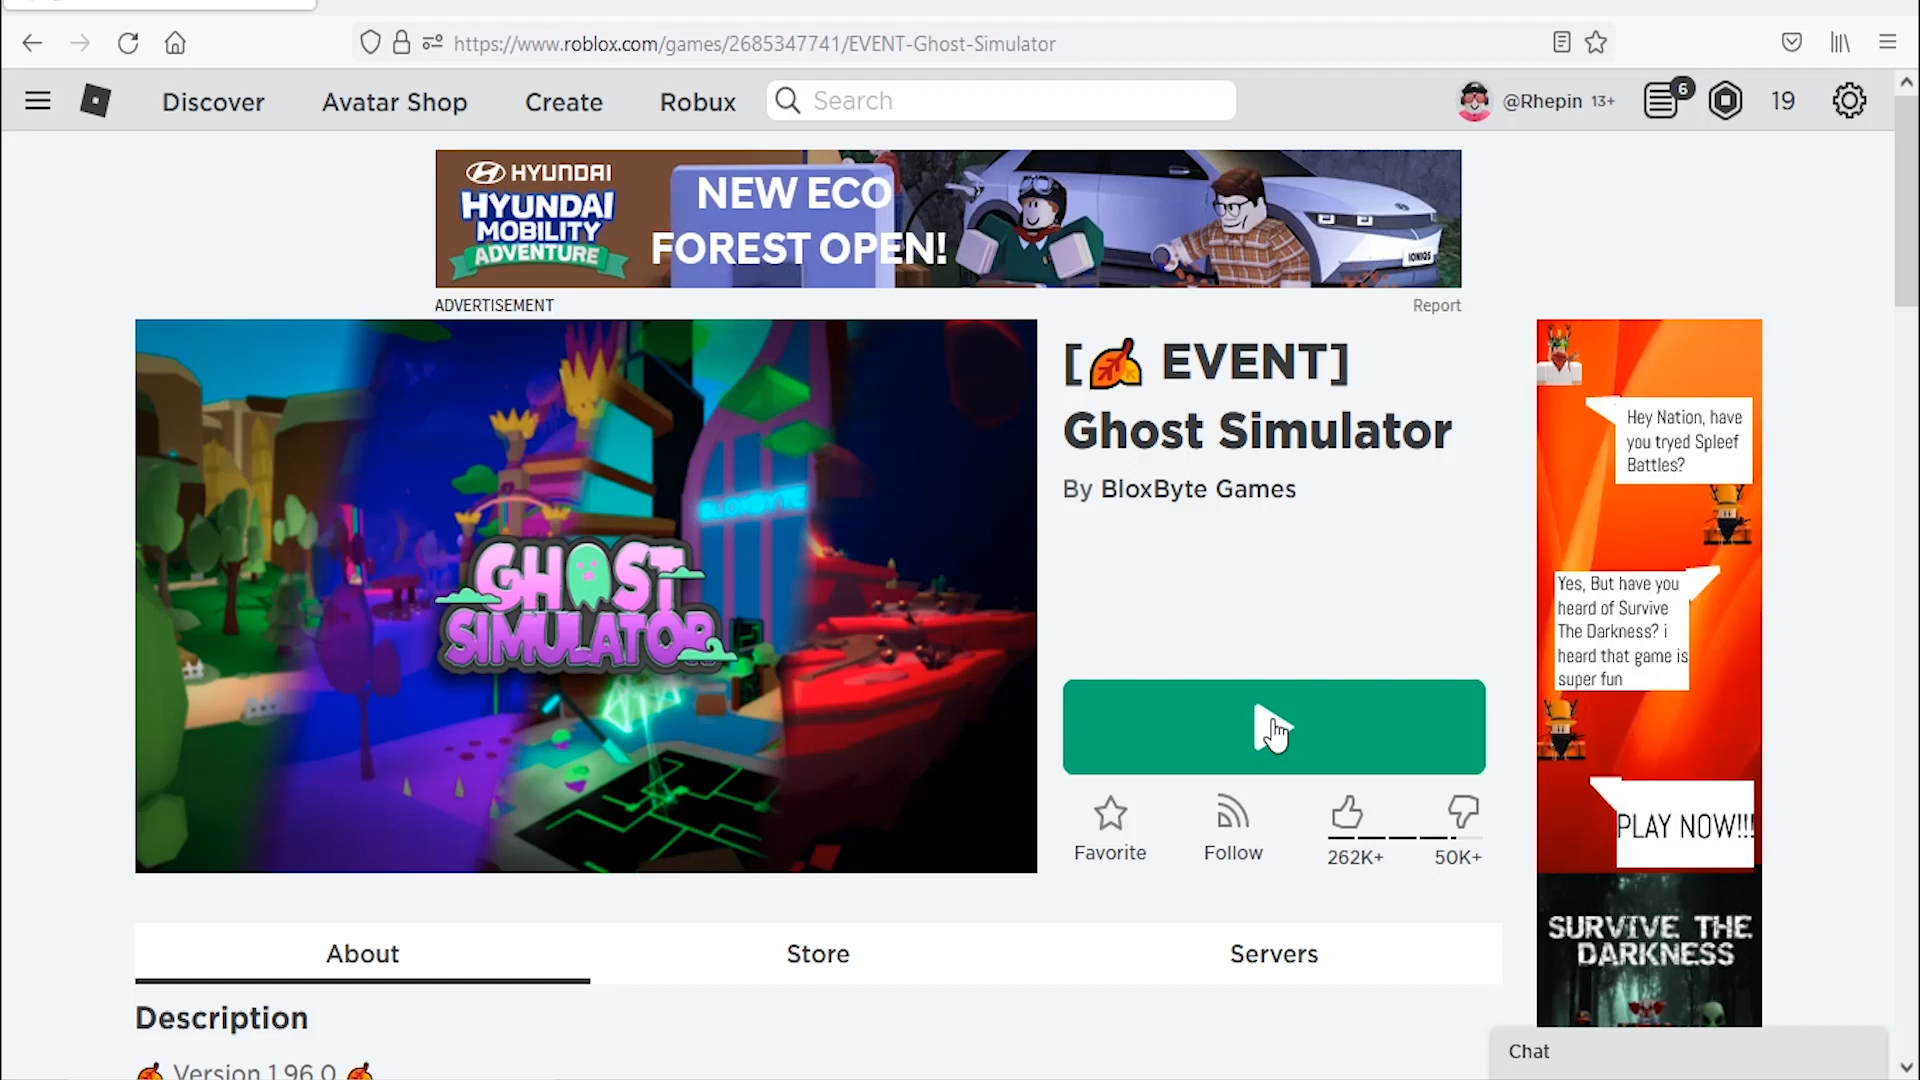 https://www.roblox.com/games/2685347741/EVENT-Ghost-Simulator
Discover
Avatar Shop
Create
Robux
Search
@Rhepin 13+
6
19
HYUNDAI
HYUNDAI
MOBILITY
ADVENTURE
NEW ECO
FOREST OPEN!
IONIQ5
ADVERTISEMENT
Report
BLOXBYTE
GHOST
SIMULATOR
[🍂 EVENT]
Ghost Simulator
By BloxByte Games
Favorite
Follow
262K+
50K+
Hey Nation, have
you tryed Spleef
Battles?
Yes, But have you
heard of Survive
The Darkness? i
heard that game is
super fun
PLAY NOW!!!
SURVIVE THE
DARKNESS
About
Store
Servers
Description
🍂 Version 1.96.0 🍂
Chat